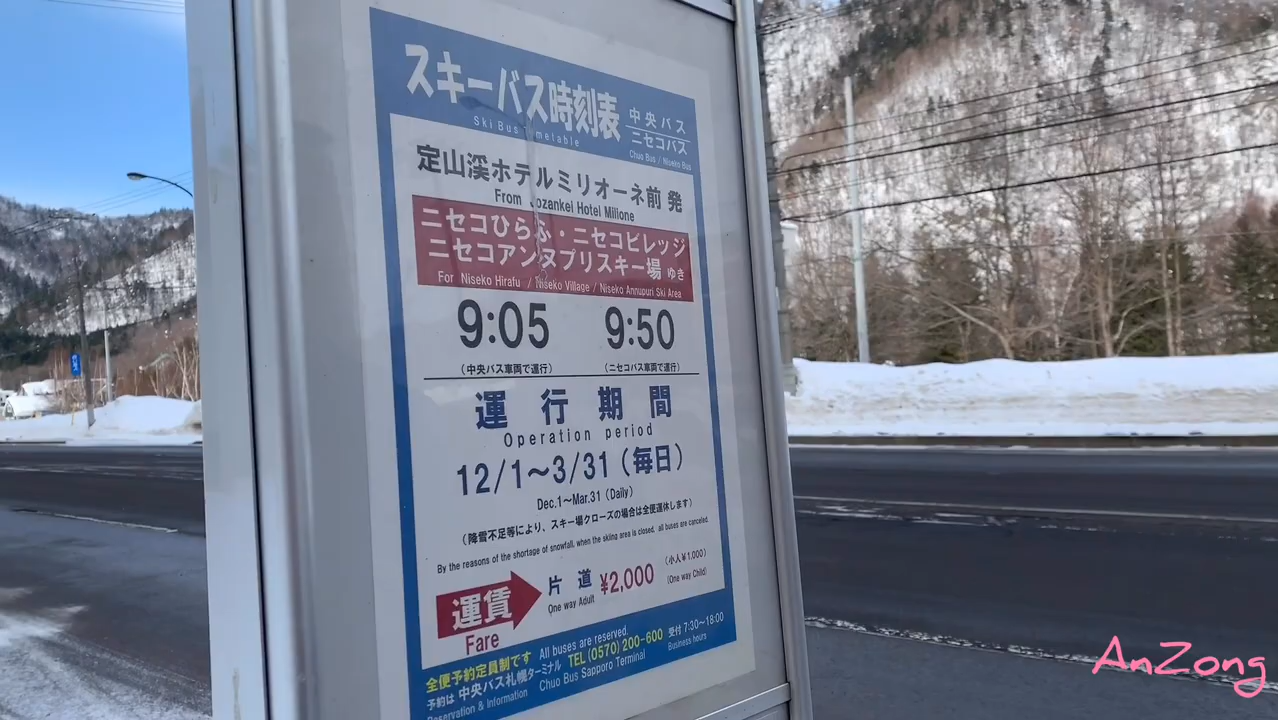 スキーバス時刻表
Ski Bus Timetable
中央バス
ニセコバス
Chuo Bus / Niseko Bus
定山渓ホテルミリオーネ前 発
From Jozankei Hotel Milione
ニセコひらふ・ニセコビレッジ
ニセコアンヌプリスキー場 ゆき
For Niseko Hirafu / Niseko Village / Niseko Annupuri Ski Area
9:05 9:50
(中央バス車両で運行) (ニセコバス車両で運行)
運行期間
Operation period
12/1～3/31(毎日)
Dec.1～Mar.31 (Daily)
(降雪不足等により、スキー場クローズの場合は全便運休します)
By the reasons of the shortage of snowfall, when the skiing area is closed, all buses are canceled.
運賃
Fare
片道 ¥2,000 (小人¥1,000)
One way Adult (One way Child)
全便予約定員制です All buses are reserved.
予約は 中央バス札幌ターミナル TEL (0570) 200-600 受付 7:30～18:00
Reservation & Information Chuo Bus Sapporo Terminal Business hours
AnZong